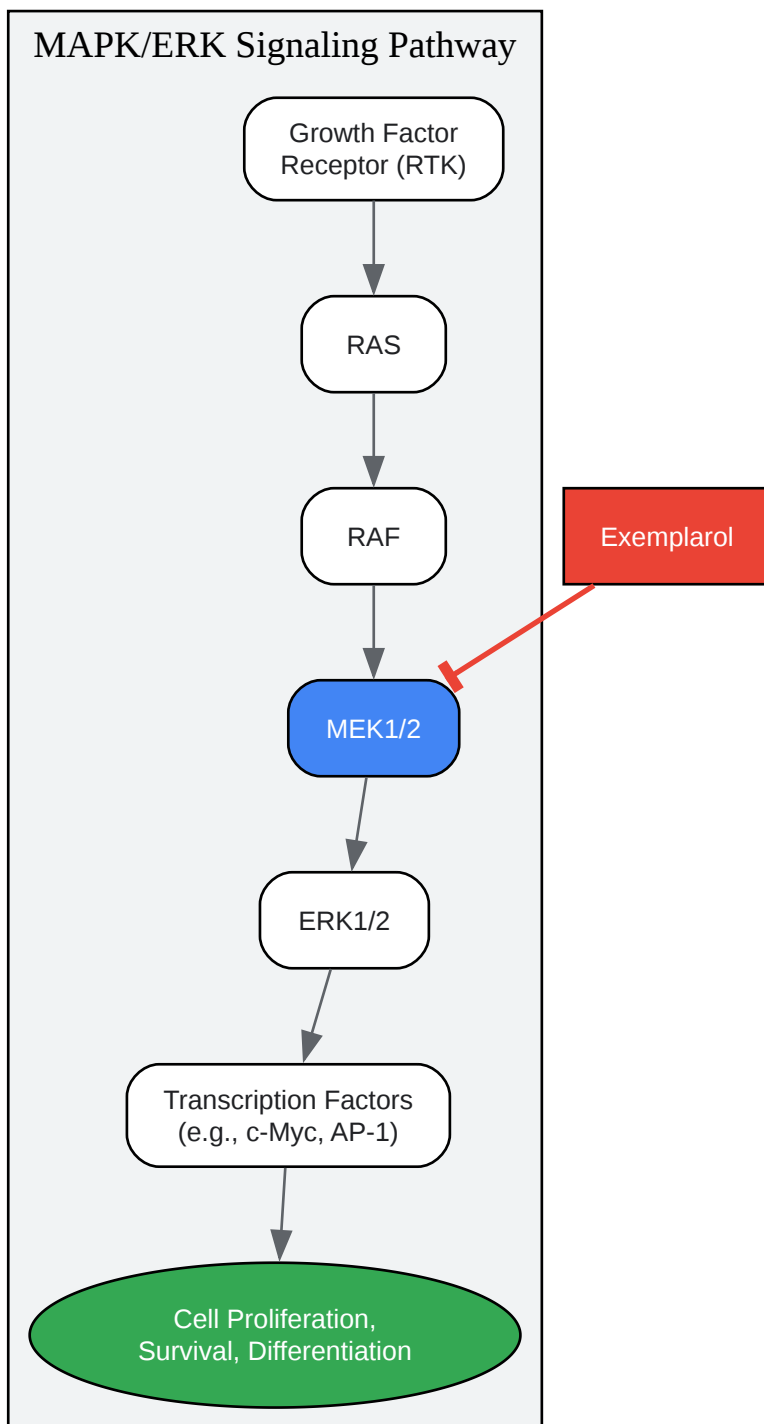 MAPK/ERK Signaling Pathway
Growth Factor
Receptor (RTK)
RAS
RAF
Exemplarol
MEK1/2
ERK1/2
Transcription Factors
(e.g., c-Myc, AP-1)
Cell Proliferation,
Survival, Differentiation